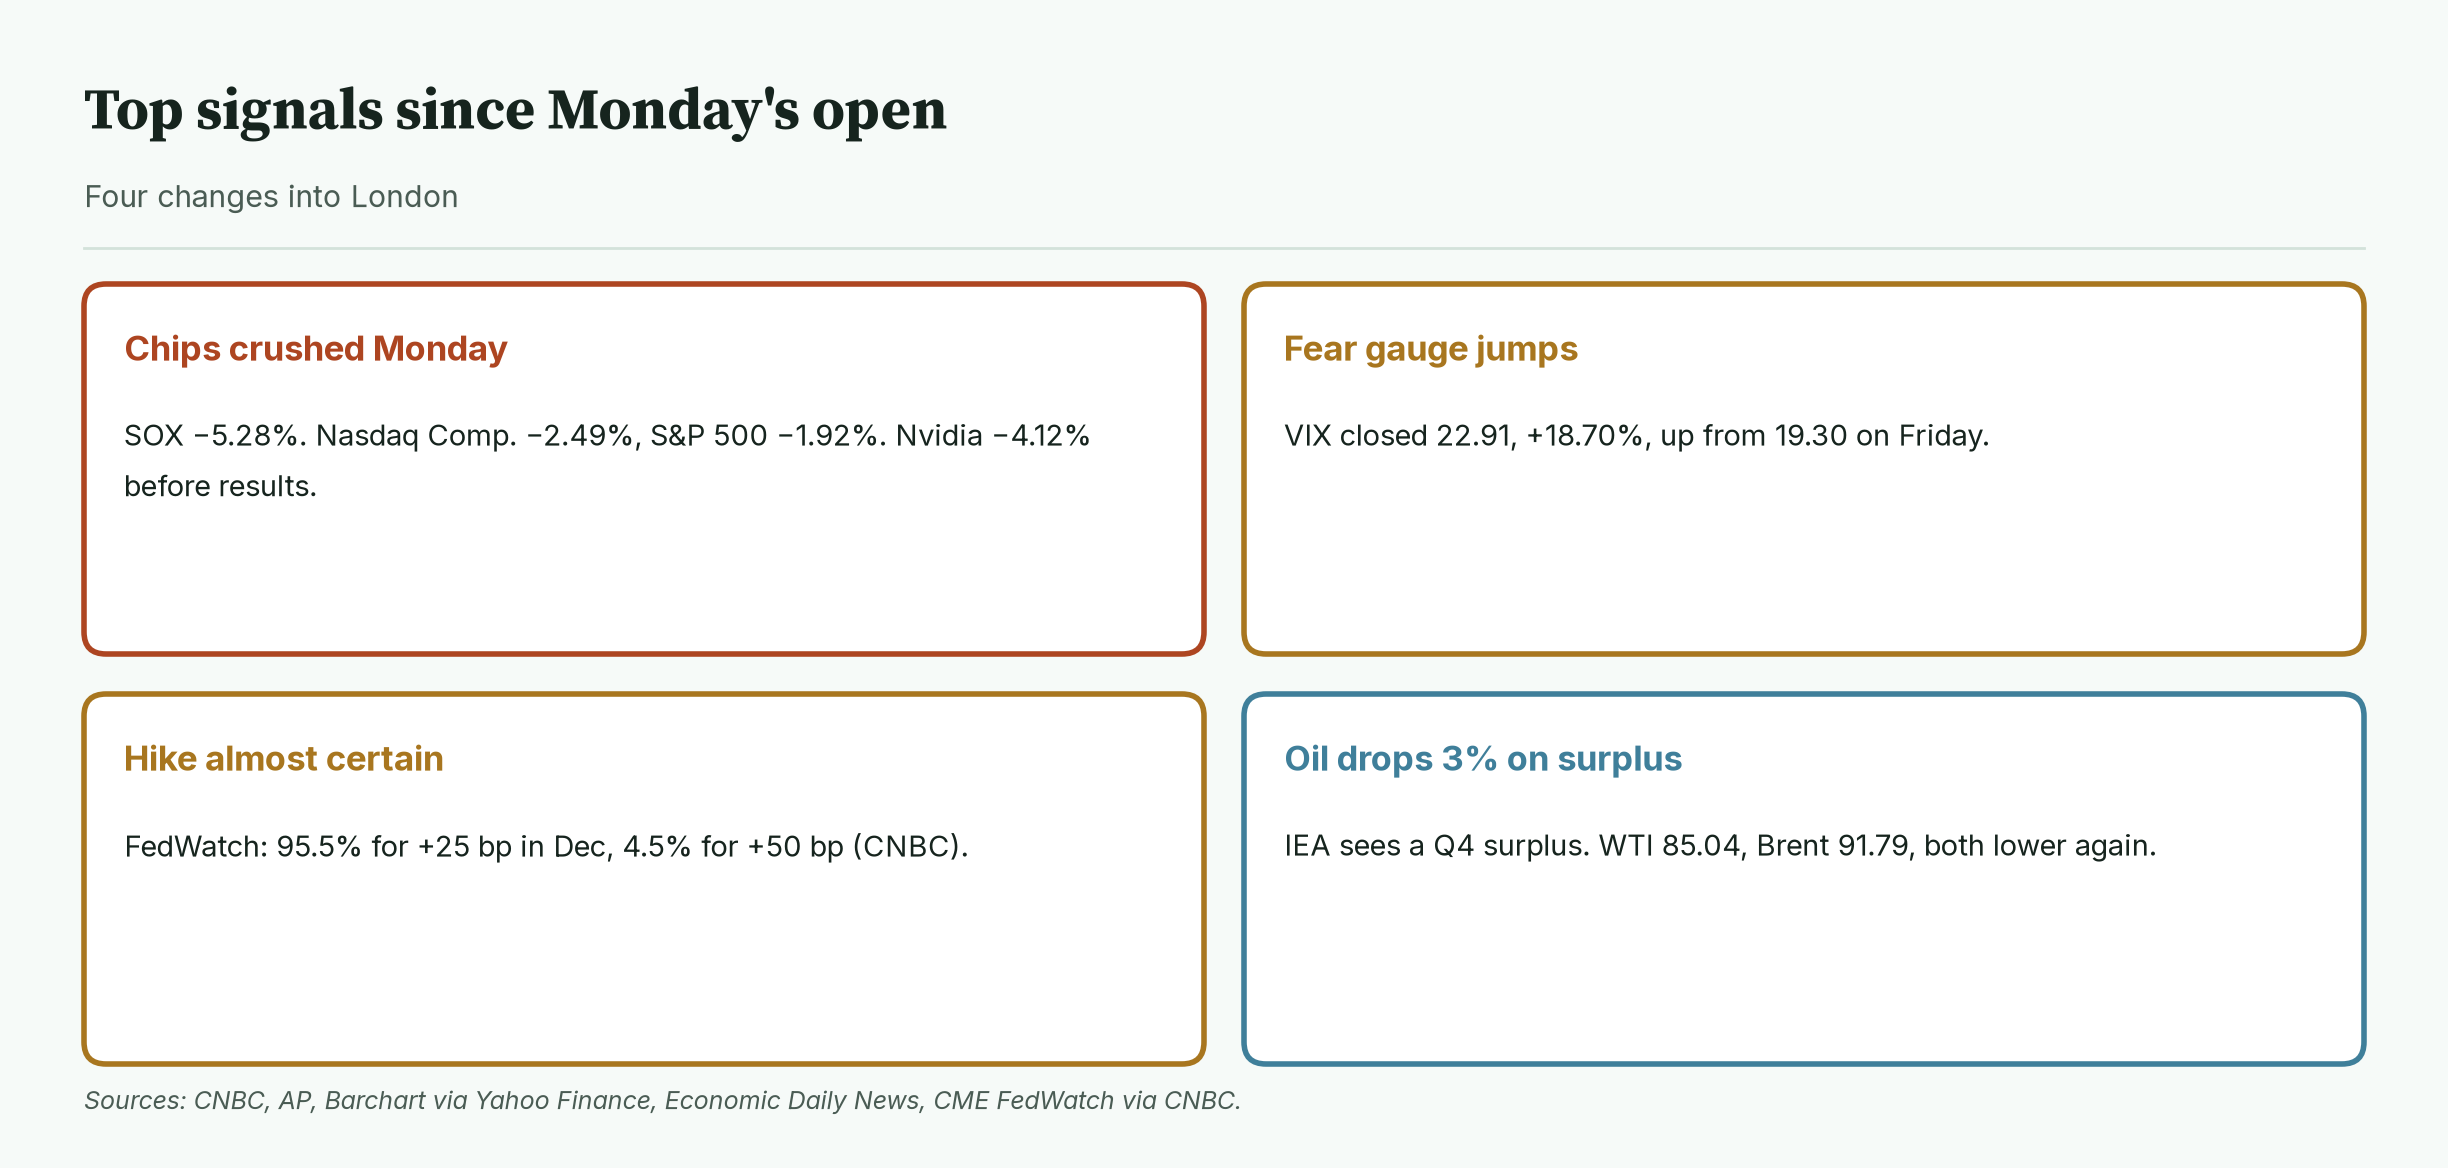 Top signals since Monday's open
Four changes into London
Chips crushed Monday
SOX −5.28%. Nasdaq Comp. −2.49%, S&P 500 −1.92%. Nvidia −4.12%
before results.
Fear gauge jumps
VIX closed 22.91, +18.70%, up from 19.30 on Friday.
Hike almost certain
FedWatch: 95.5% for +25 bp in Dec, 4.5% for +50 bp (CNBC).
Oil drops 3% on surplus
IEA sees a Q4 surplus. WTI 85.04, Brent 91.79, both lower again.
Sources: CNBC, AP, Barchart via Yahoo Finance, Economic Daily News, CME FedWatch via CNBC.